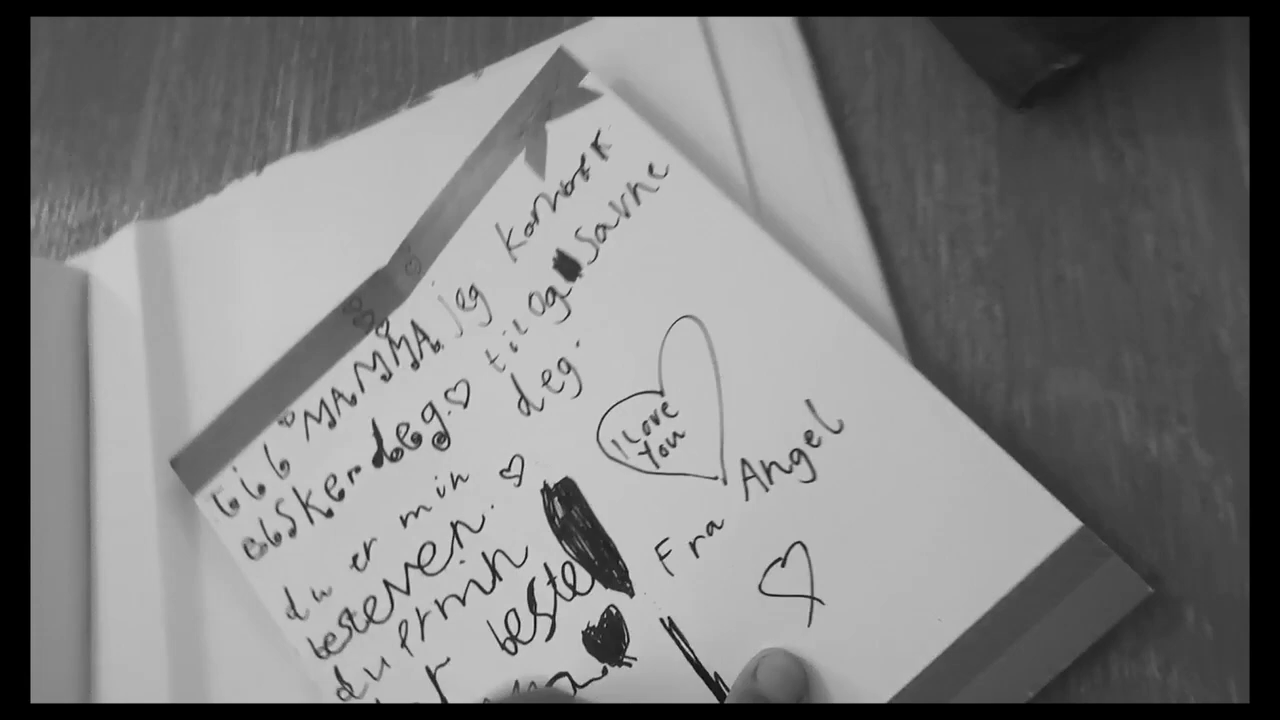 til MAMMA jeg
elsker deg. ♡
du er min ♡
besteven.
du er min
beste
kommer
til og savne
deg.
I Love
You
Fra Angel